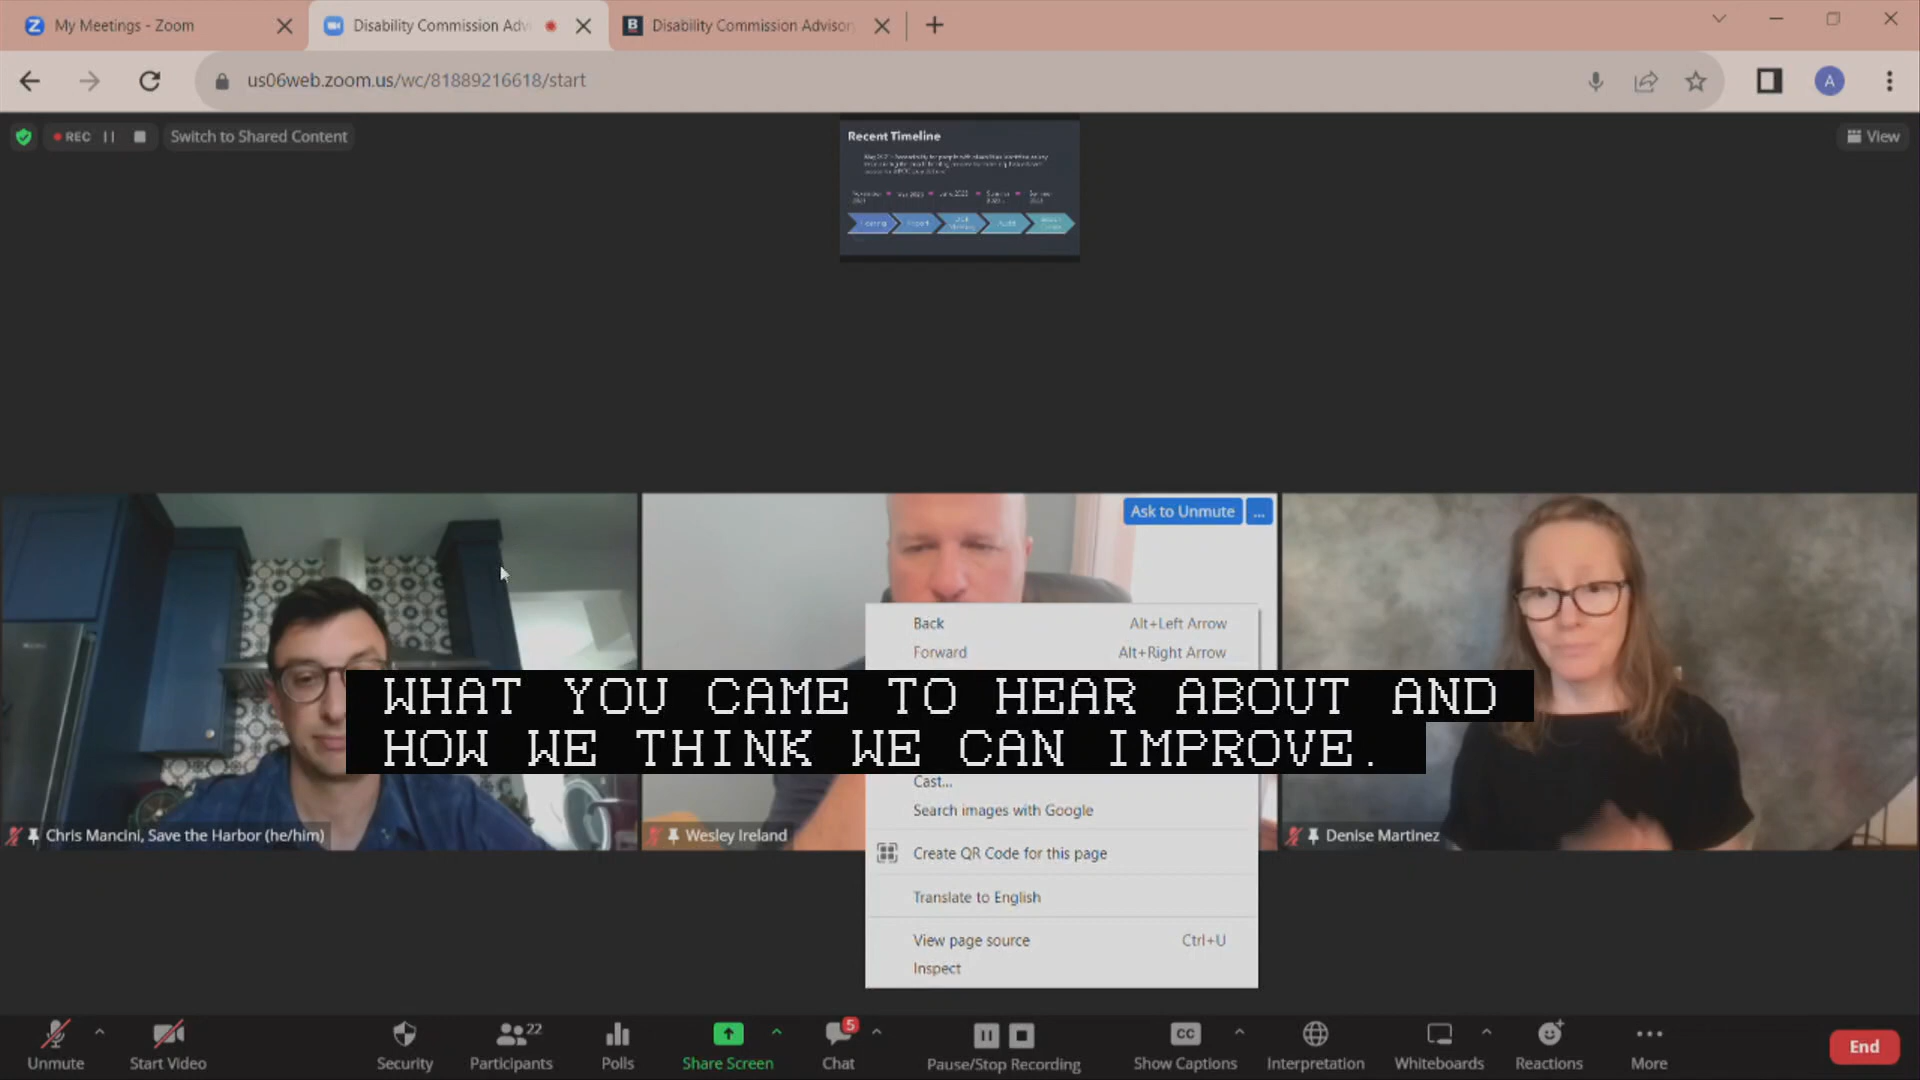 My Meetings - Zoom
Disability Commission Adv
Disability Commission Advisory
us06web.zoom.us/wc/81889216618/start
A
REC
Switch to Shared Content
View
Recent Timeline
Ask to Unmute
...
Back Alt+Left Arrow
Forward Alt+Right Arrow
WHAT YOU CAME TO HEAR ABOUT AND
HOW WE THINK WE CAN IMPROVE.
Cast...
Search images with Google
Create QR Code for this page
Translate to English
View page source Ctrl+U
Inspect
Chris Mancini, Save the Harbor (he/him)
Wesley Ireland
Denise Martinez
Unmute
Start Video
Security
22
Participants
Polls
Share Screen
5
Chat
Pause/Stop Recording
CC
Show Captions
Interpretation
Whiteboards
Reactions
More
End